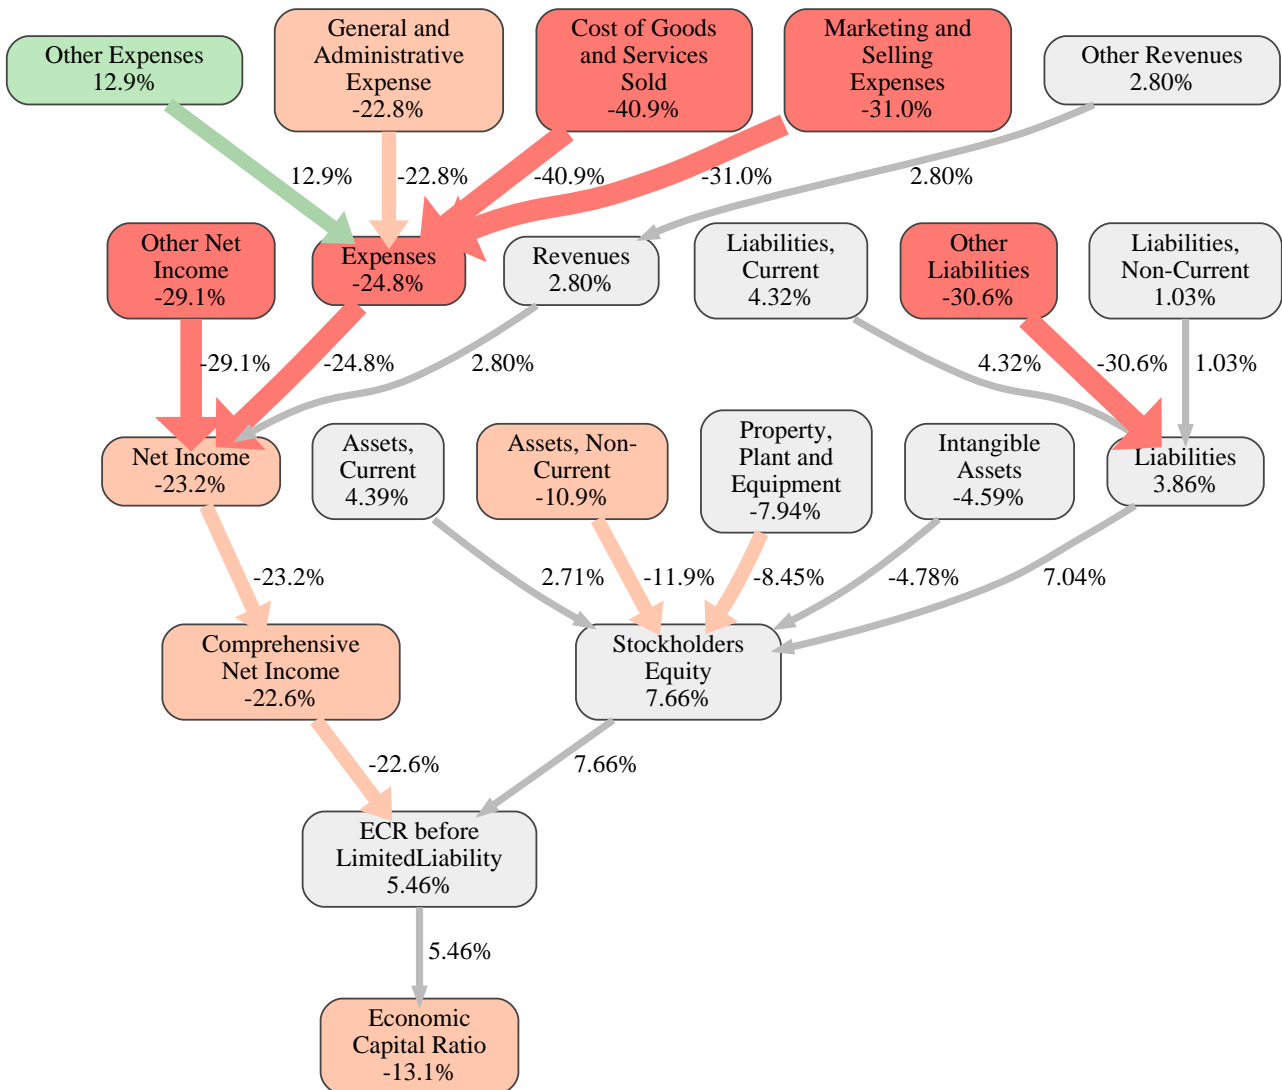 Other Expenses
12.9%
General and
Administrative
Expense
-22.8%
Cost of Goods
and Services
Sold
-40.9%
Marketing and
Selling
Expenses
-31.0%
Other Revenues
2.80%
12.9%
-22.8%
-40.9%
-31.0%
2.80%
Other Net
Income
-29.1%
Expenses
-24.8%
Revenues
2.80%
Liabilities,
Current
4.32%
Other
Liabilities
-30.6%
Liabilities,
Non-Current
1.03%
-29.1%
-24.8%
2.80%
4.32%
-30.6%
1.03%
Net Income
-23.2%
Assets,
Current
4.39%
Assets, Non-
Current
-10.9%
Property,
Plant and
Equipment
-7.94%
Intangible
Assets
-4.59%
Liabilities
3.86%
-23.2%
2.71%
-11.9%
-8.45%
-4.78%
7.04%
Comprehensive
Net Income
-22.6%
Stockholders
Equity
7.66%
-22.6%
7.66%
ECR before
LimitedLiability
5.46%
5.46%
Economic
Capital Ratio
-13.1%